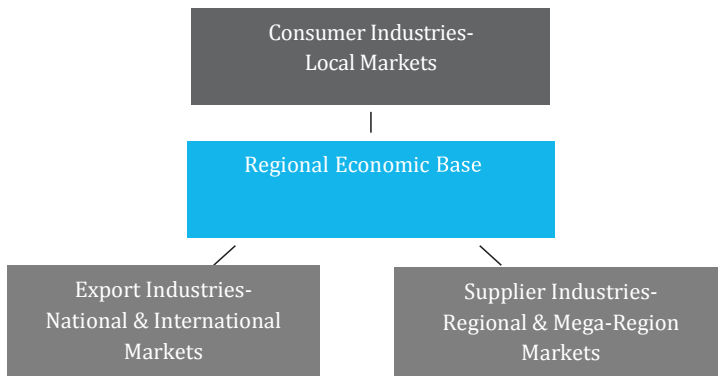 Consumer Industries-
Local Markets
Regional Economic Base
Export Industries-
National & International
Markets
Supplier Industries-
Regional & Mega-Region
Markets